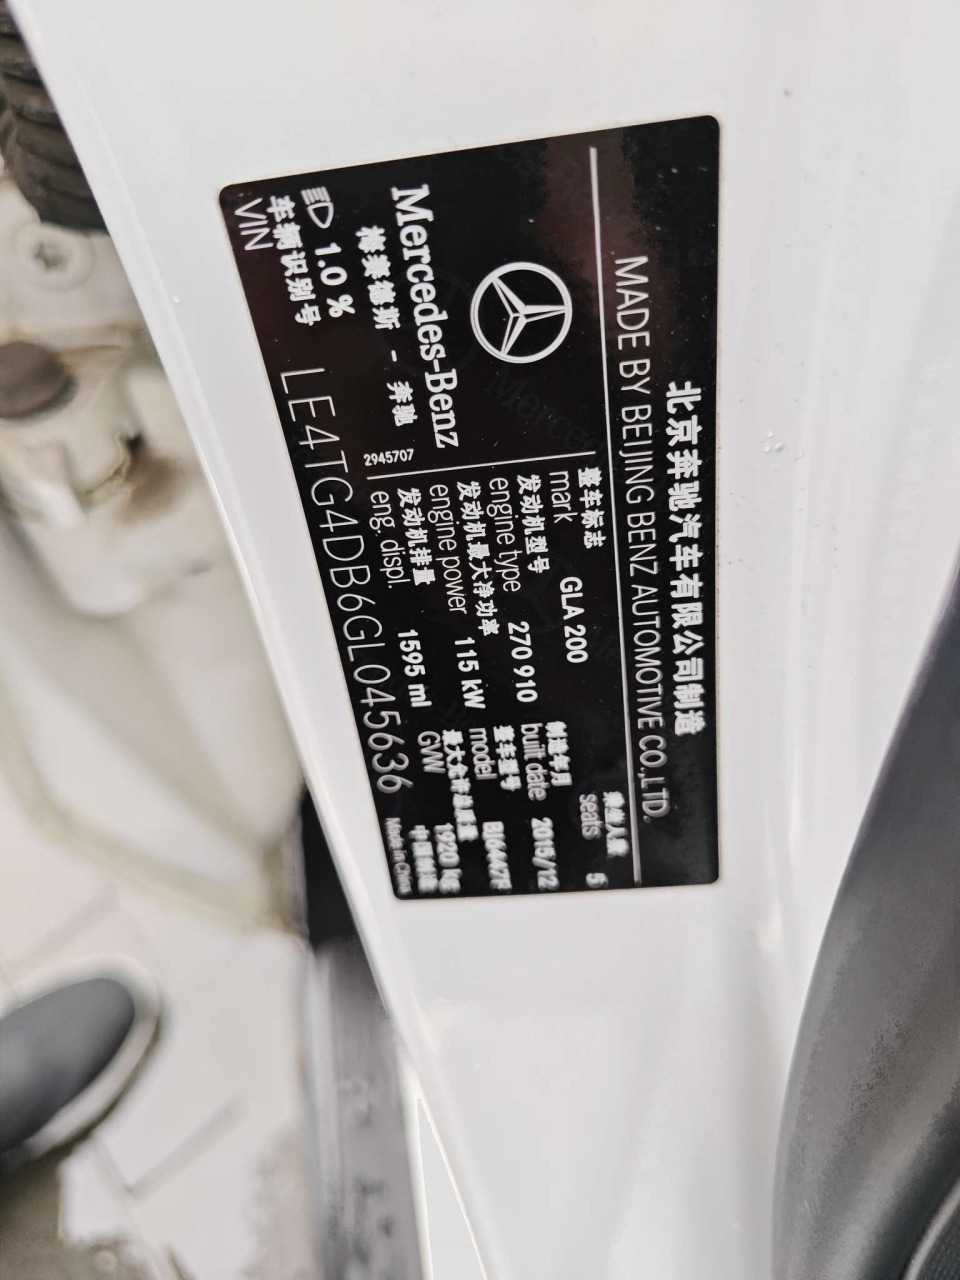 北京奔驰汽车有限公司制造
MADE BY BEIJING BENZ AUTOMOTIVE CO.,LTD.
乘坐人数
seats 5
整车标志
mark GLA 200
制造年月
built date 2015/12
发动机型号
engine type 270 910
整车型号
model BJ6442F
发动机最大净功率
engine power 115 kW
最大允许总质量
GVW 1920 kg
发动机排量
eng. displ. 1595 ml
中国制造
Made in China
Mercedes-Benz
梅赛德斯 - 奔驰
2945707
1.0 %
车辆识别号
VIN LE4TG4DB6GL045636